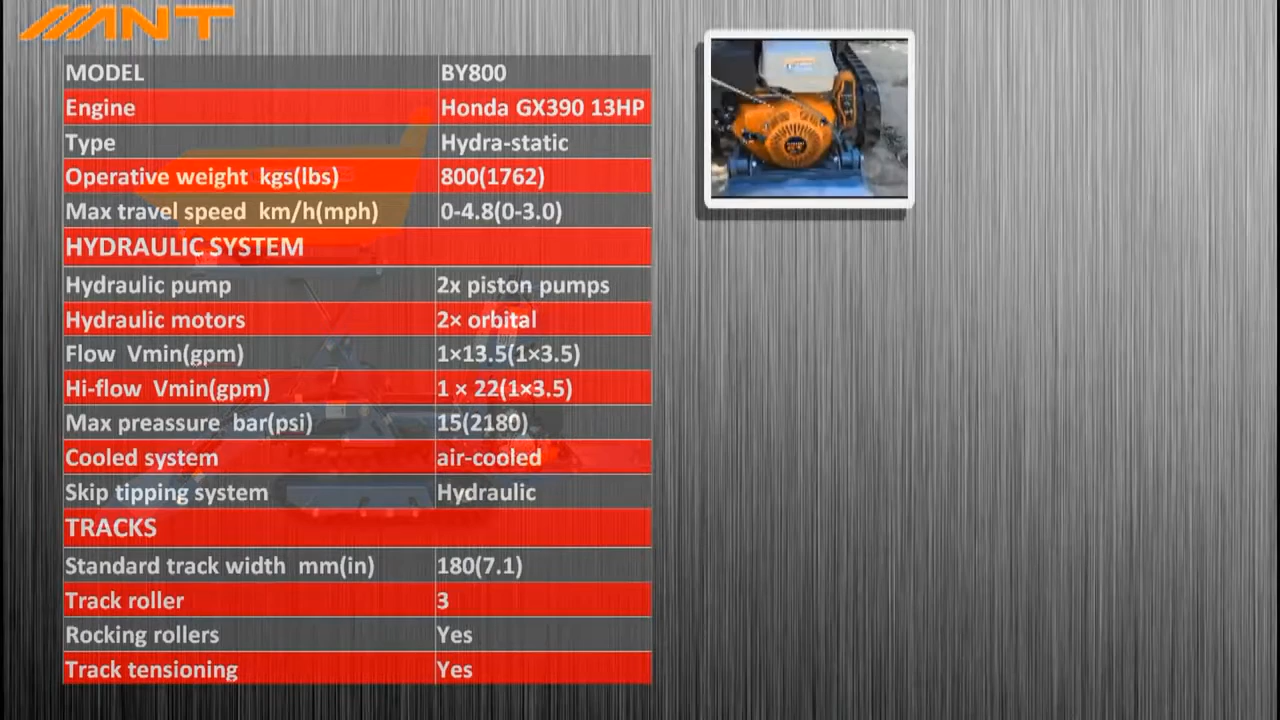 ANT
MODEL BY800
Engine Honda GX390 13HP
Type Hydra-static
Operative weight kgs(lbs) 800(1762)
Max travel speed km/h(mph) 0-4.8(0-3.0)
HYDRAULIC SYSTEM
Hydraulic pump 2x piston pumps
Hydraulic motors 2× orbital
Flow Vmin(gpm) 1×13.5(1×3.5)
Hi-flow Vmin(gpm) 1 × 22(1×3.5)
Max preassure bar(psi) 15(2180)
Cooled system air-cooled
Skip tipping system Hydraulic
TRACKS
Standard track width mm(in) 180(7.1)
Track roller 3
Rocking rollers Yes
Track tensioning Yes